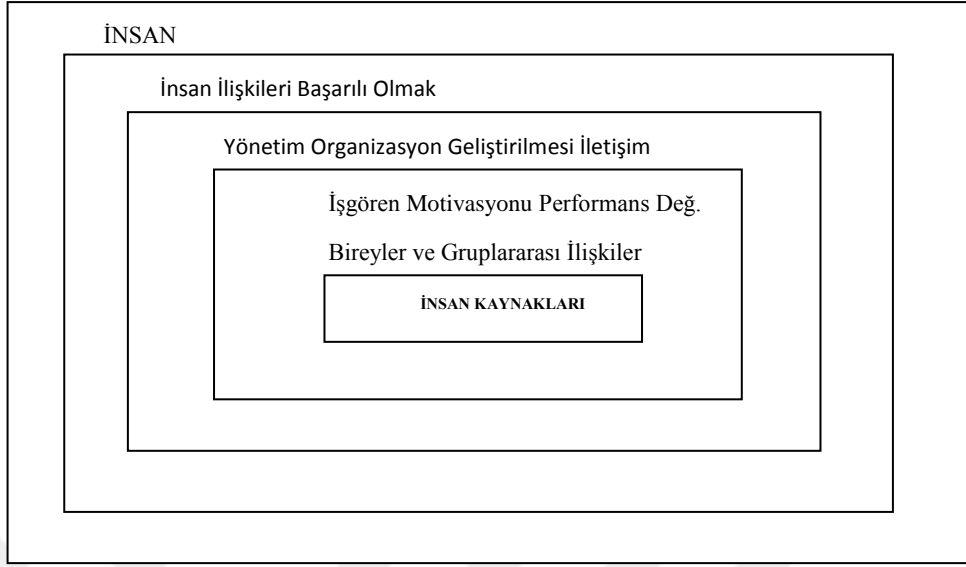 İNSAN
İnsan İlişkileri Başarılı Olmak
Yönetim Organizasyon Geliştirilmesi İletişim
İşgören Motivasyonu Performans Değ.
Bireyler ve Gruplararası İlişkiler
İNSAN KAYNAKLARI